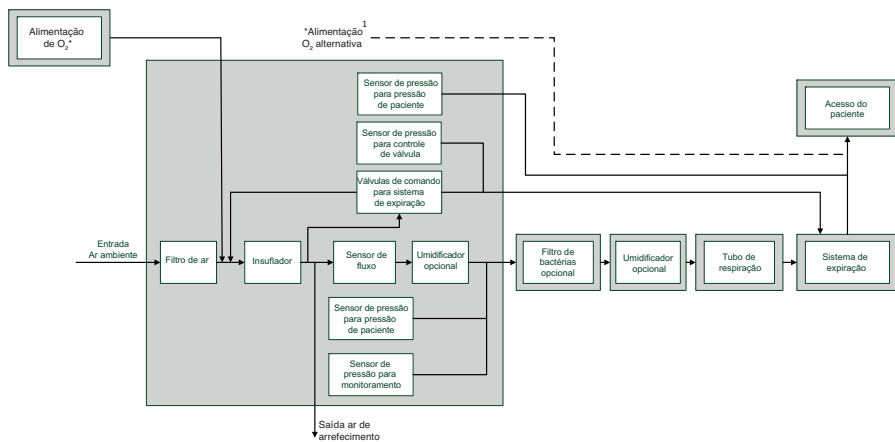 Alimentação
de O2*
*Alimentação1
O2 alternativa
Sensor de pressão
para pressão
de paciente
Acesso do
paciente
Sensor de pressão
para controle
de válvula
Válvulas de comando
para sistema
de expiração
Entrada
Ar ambiente
Filtro de ar
Insuflador
Sensor de
fluxo
Umidificador
opcional
Filtro de
bactérias
opcional
Umidificador
opcional
Tubo de
respiração
Sistema de
expiração
Sensor de pressão
para pressão
de paciente
Sensor de
pressão para
monitoramento
Saída ar de
arrefecimento